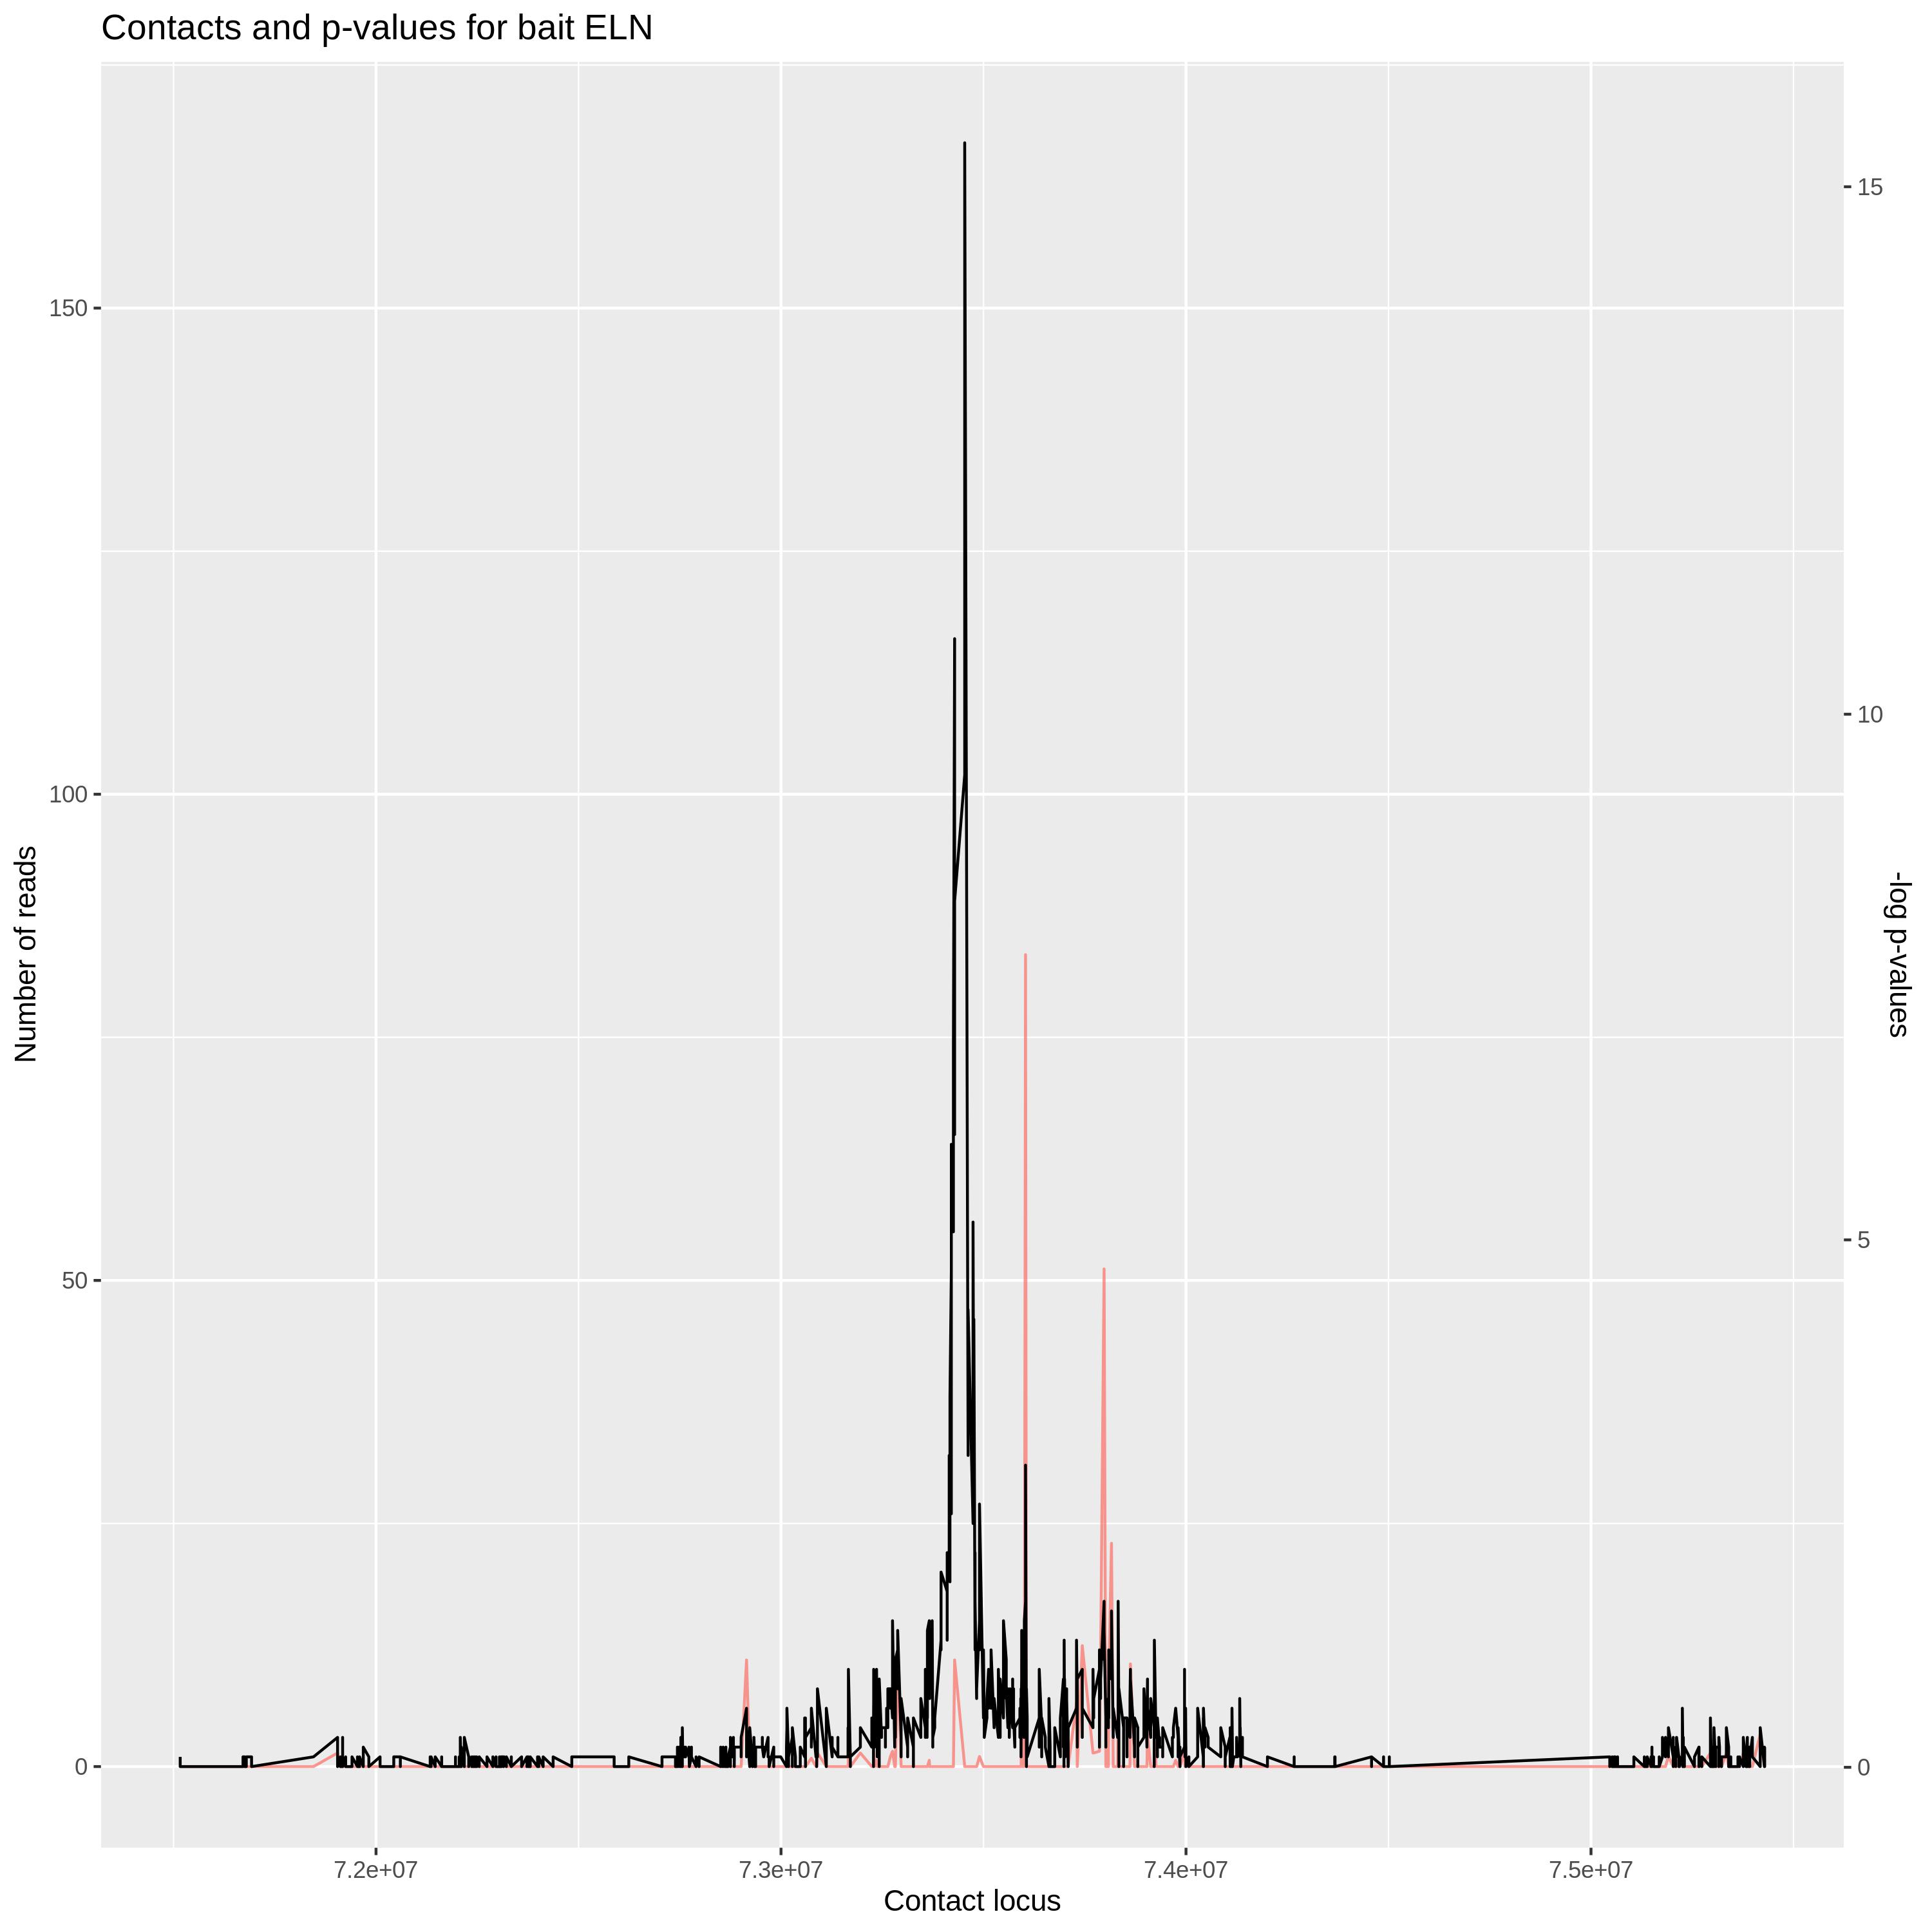 Contacts and p-values for bait ELN
Number of reads
150
100
50
0
15
10
5
0
-log p-values
7.2e+07 7.3e+07 7.4e+07 7.5e+07
Contact locus